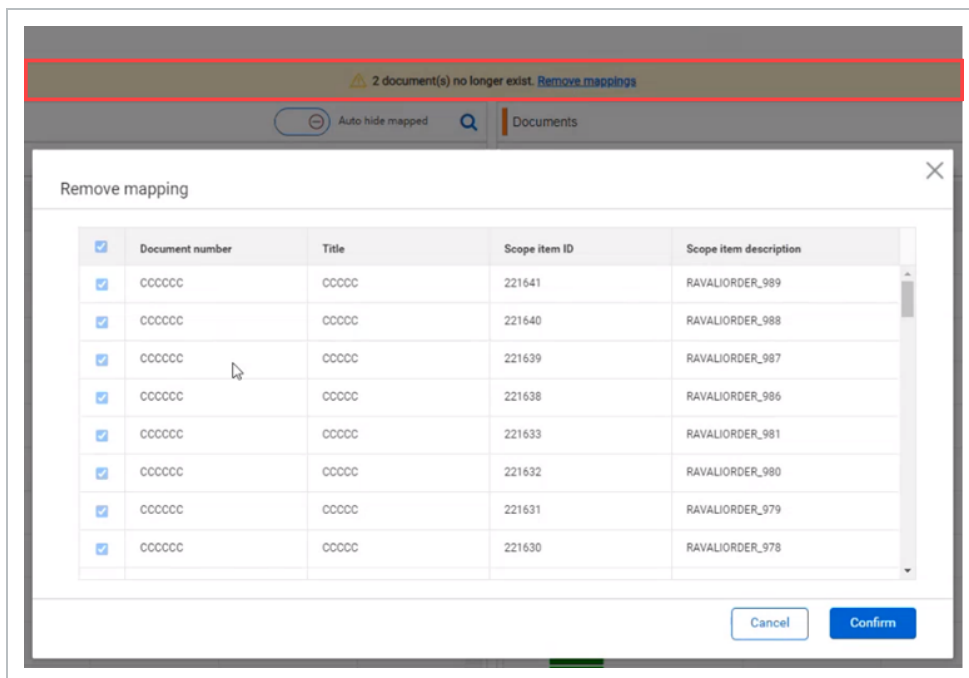 2 document(s) no longer exist. Remove mappings
Auto hide mapped
Documents
Remove mapping
Document number Title Scope item ID Scope item description
CCCCCC CCCCC 221641 RAVALIORDER_989
CCCCCC CCCCC 221640 RAVALIORDER_988
CCCCCC CCCCC 221639 RAVALIORDER_987
CCCCCC CCCCC 221638 RAVALIORDER_986
CCCCCC CCCCC 221633 RAVALIORDER_981
CCCCCC CCCCC 221632 RAVALIORDER_980
CCCCCC CCCCC 221631 RAVALIORDER_979
CCCCCC CCCCC 221630 RAVALIORDER_978
Cancel Confirm